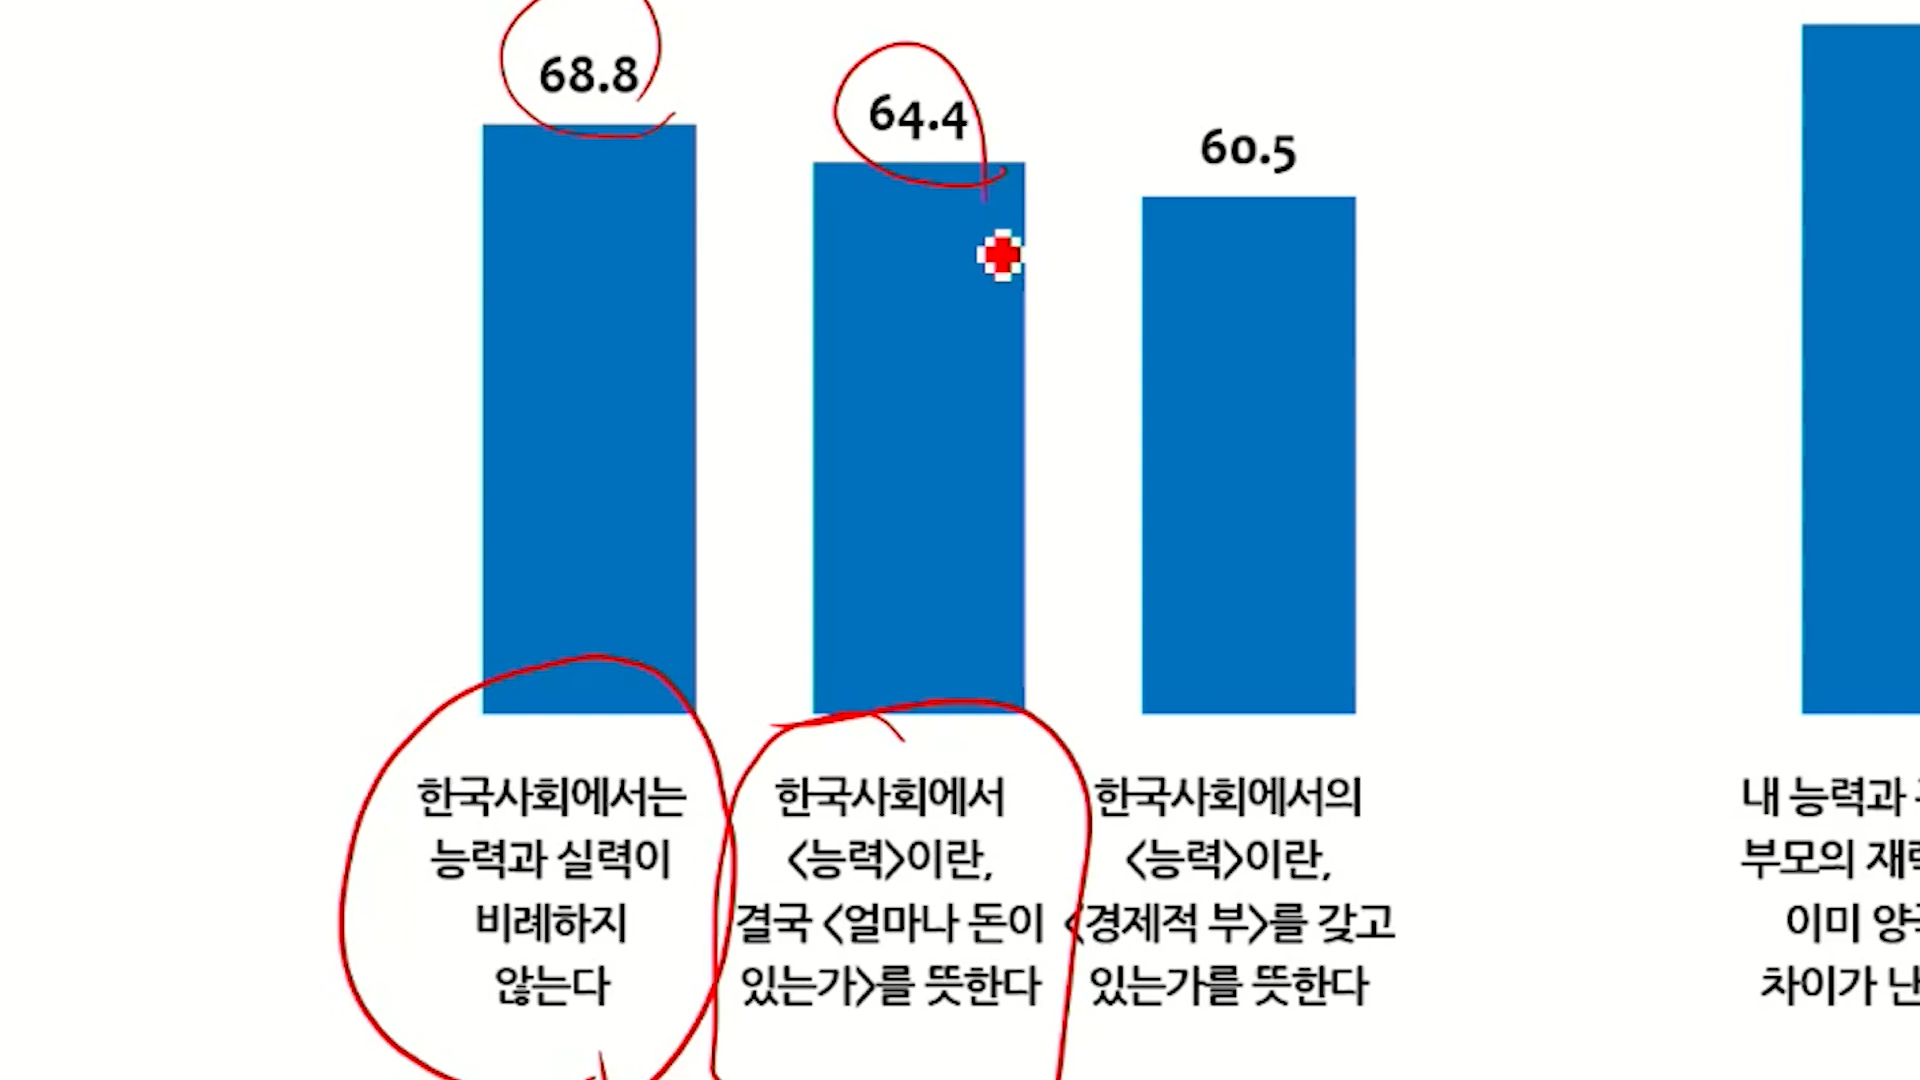 68.8
64.4
60.5
한국사회에서는
능력과 실력이
비례하지
않는다
한국사회에서
<능력>이란,
결국 <얼마나 돈이
있는가>를 뜻한다
한국사회에서의
<능력>이란,
<경제적 부>를 갖고
있는가를 뜻한다
내 능력과
부모의
이미
차이가